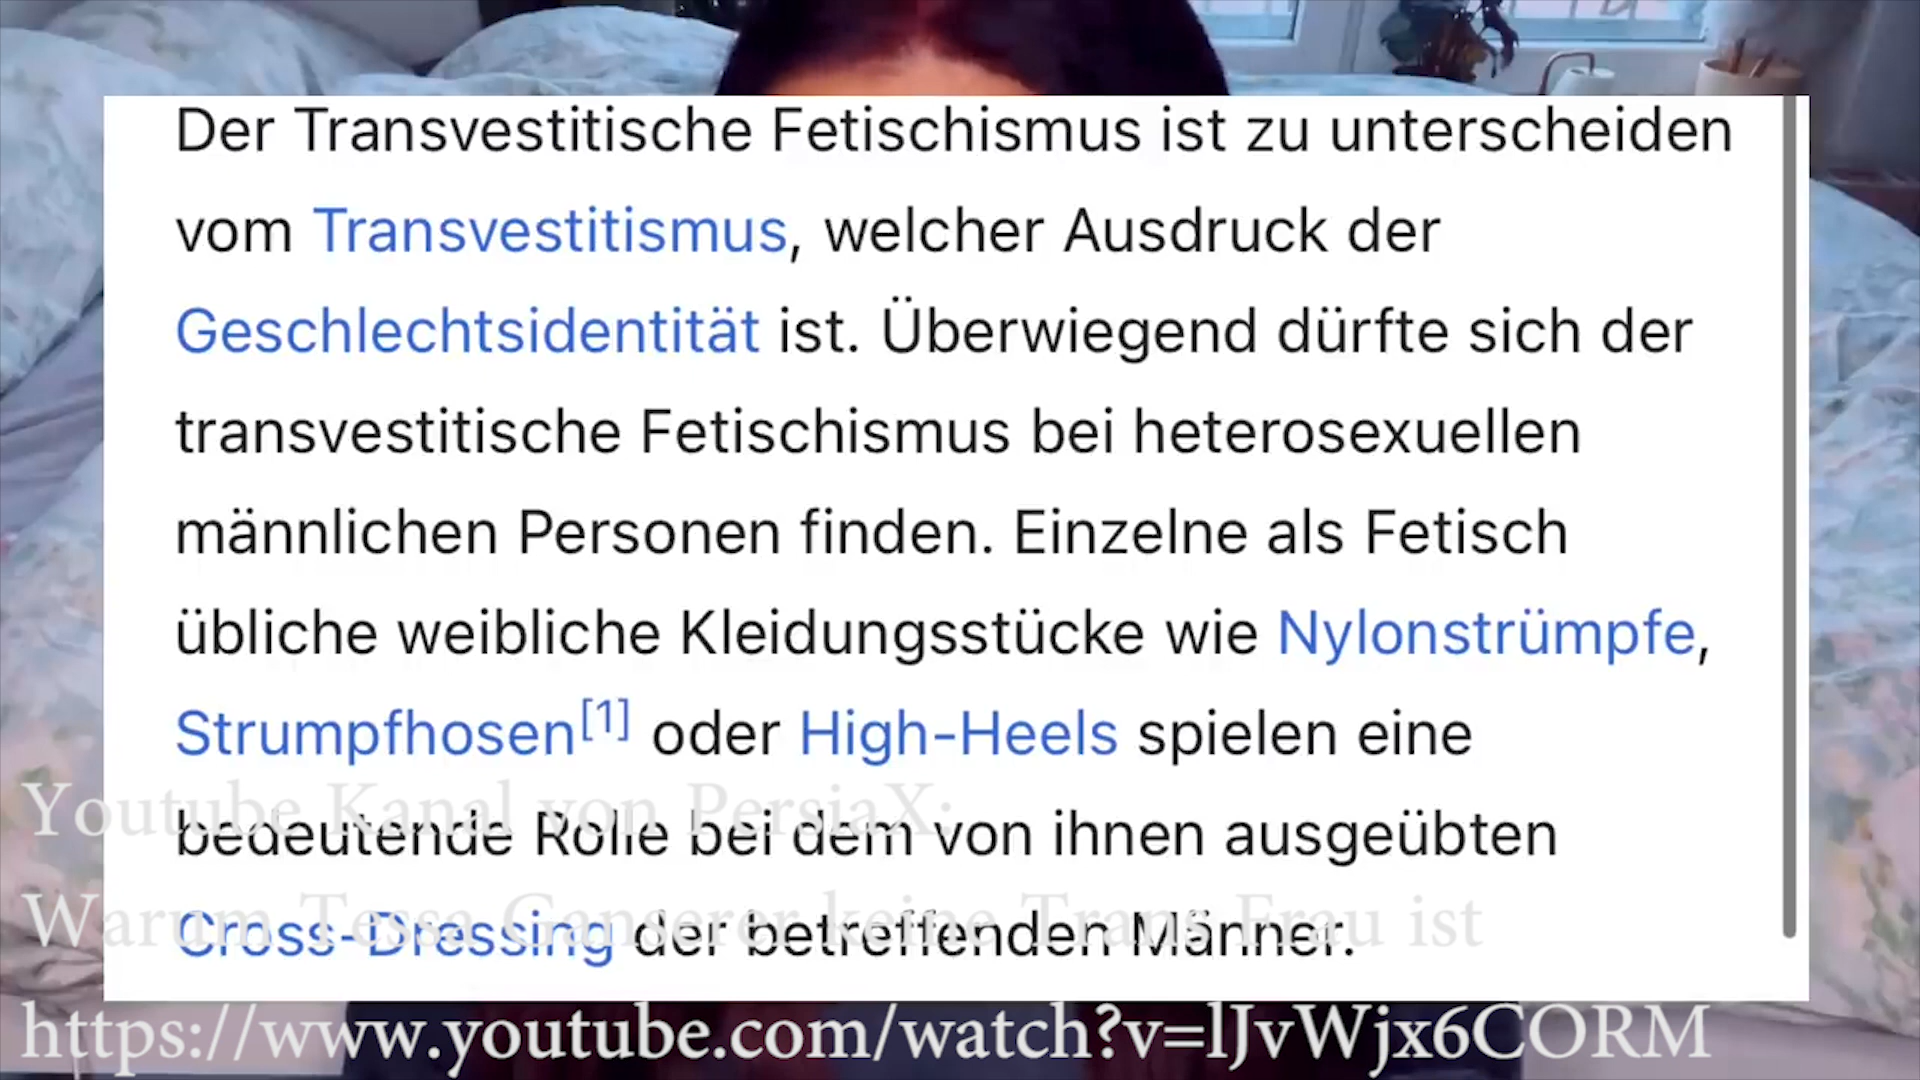 Der Transvestitische Fetischismus ist zu unterscheiden
vom Transvestitismus, welcher Ausdruck der
Geschlechtsidentität ist. Überwiegend dürfte sich der
transvestitische Fetischismus bei heterosexuellen
männlichen Personen finden. Einzelne als Fetisch
übliche weibliche Kleidungsstücke wie Nylonstrümpfe,
Strumpfhosen[1] oder High-Heels spielen eine
bedeutende Rolle bei dem von ihnen ausgeübten
Cross-Dressing der betreffenden Männer.
Youtube Kanal von PersiaX:
Warum Tessa Ganserer keine Trans Frau ist
https://www.youtube.com/watch?v=lJvWjx6CORM